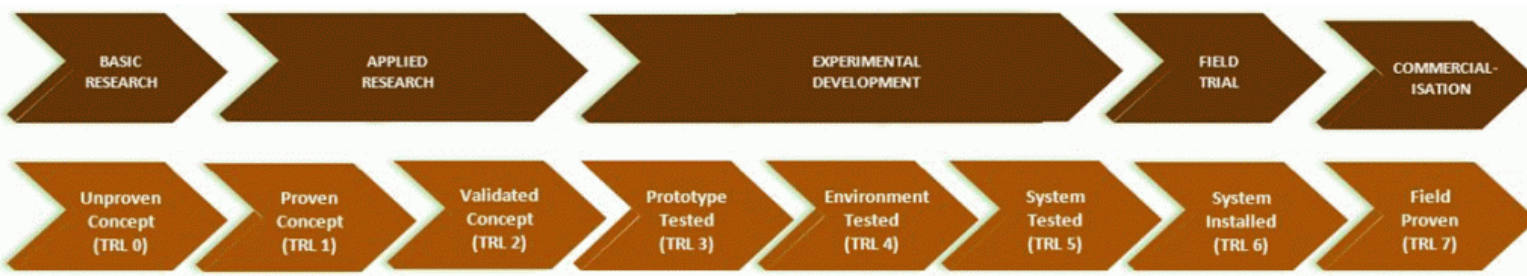 BASIC
RESEARCH
APPLIED
RESEARCH
EXPERIMENTAL
DEVELOPMENT
FIELD
TRIAL
COMMERCIAL-
ISATION
Unproven
Concept
(TRL 0)
Proven
Concept
(TRL 1)
Validated
Concept
(TRL 2)
Prototype
Tested
(TRL 3)
Environment
Tested
(TRL 4)
System
Tested
(TRL 5)
System
Installed
(TRL 6)
Field
Proven
(TRL 7)